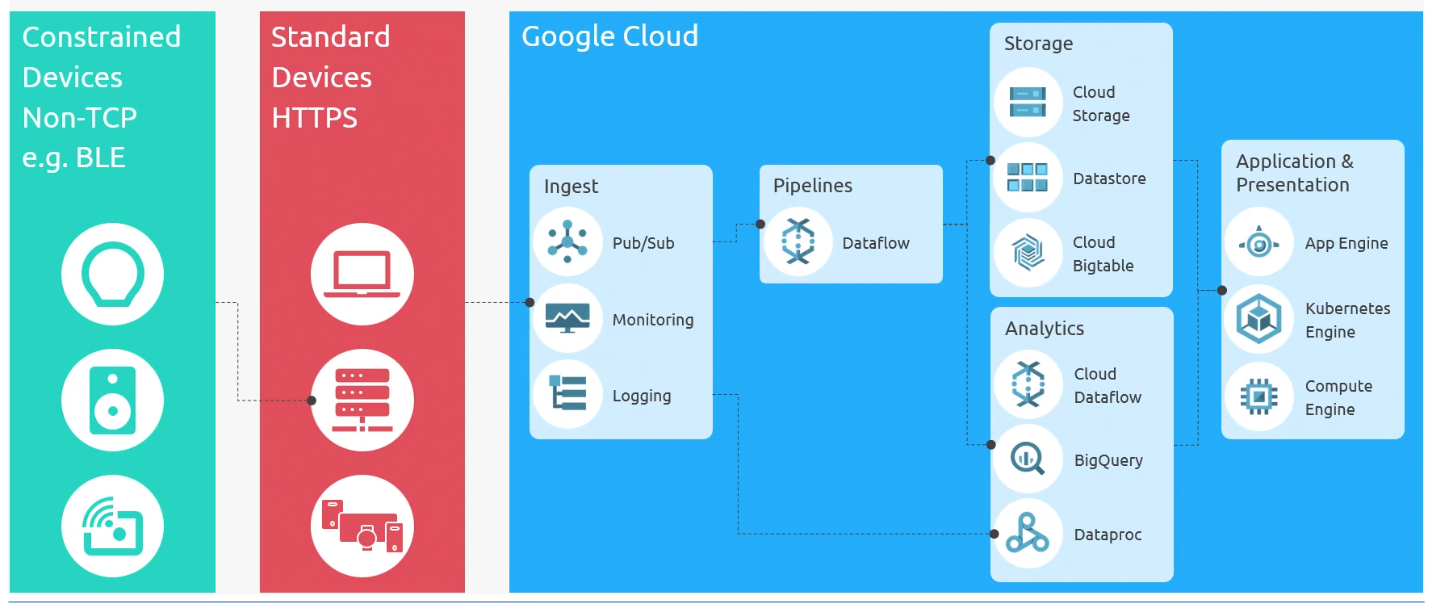 Constrained
Devices
Non-TCP
e.g. BLE
Standard
Devices
HTTPS
Google Cloud
Ingest
Pub/Sub
Monitoring
Logging
Pipelines
Dataflow
Storage
Cloud
Storage
Datastore
Cloud
Bigtable
Analytics
Cloud
Dataflow
BigQuery
Dataproc
Application &
Presentation
App Engine
Kubernetes
Engine
Compute
Engine